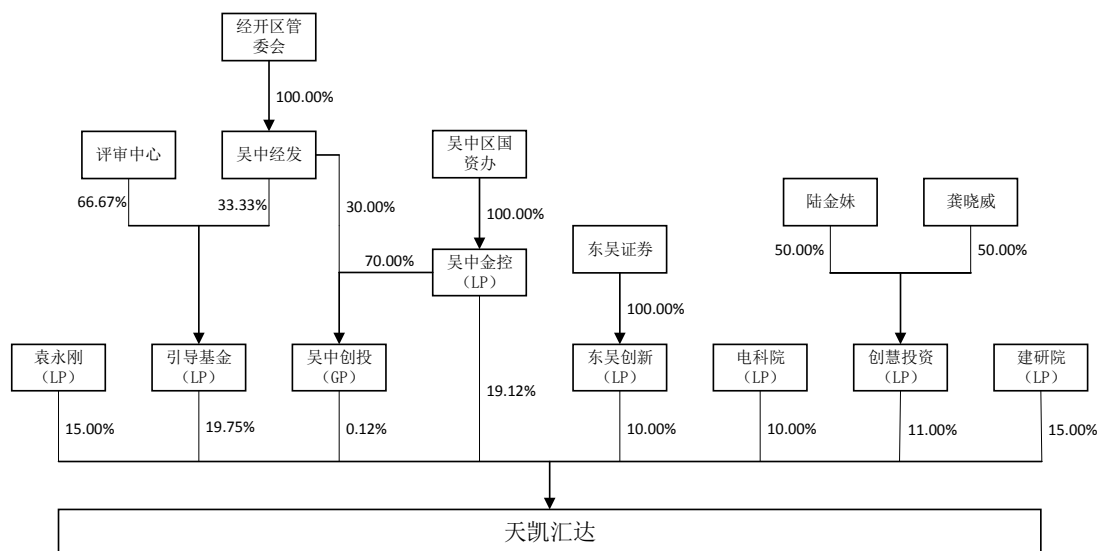 经开区管
委会
100.00%
评审中心
吴中经发
吴中区国
资办
66.67%
33.33%
30.00%
100.00%
陆金妹
龚晓威
50.00%
50.00%
70.00%
吴中金控
（LP）
东吴证券
100.00%
袁永刚
（LP）
引导基金
（LP）
吴中创投
（GP）
19.12%
东吴创新
（LP）
电科院
（LP）
创慧投资
（LP）
建研院
（LP）
15.00%
19.75%
0.12%
10.00%
10.00%
11.00%
15.00%
天凯汇达